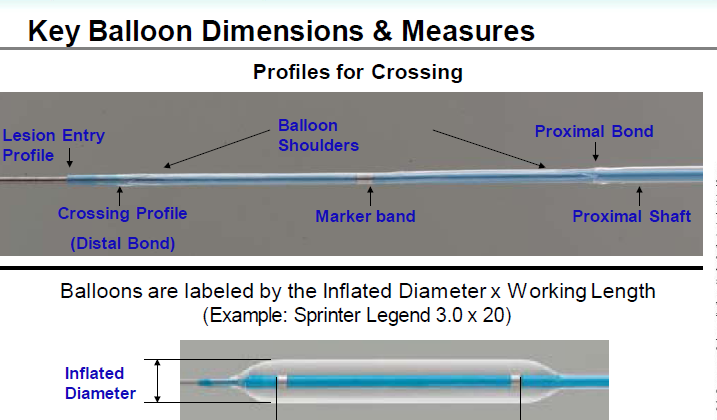 Key Balloon Dimensions & Measures
Profiles for Crossing
Lesion Entry
Profile
Balloon
Shoulders
Proximal Bond
Crossing Profile
(Distal Bond)
Marker band
Proximal Shaft
Balloons are labeled by the Inflated Diameter x Working Length
(Example: Sprinter Legend 3.0 x 20)
Inflated
Diameter